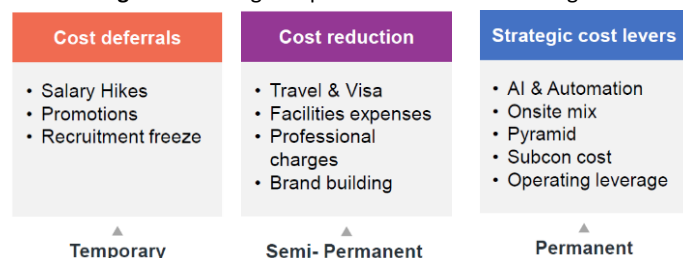 Cost deferrals
• Salary Hikes
• Promotions
• Recruitment freeze
Temporary
Cost reduction
• Travel & Visa
• Facilities expenses
• Professional
charges
• Brand building
Semi- Permanent
Strategic cost levers
• AI & Automation
• Onsite mix
• Pyramid
• Subcon cost
• Operating leverage
Permanent